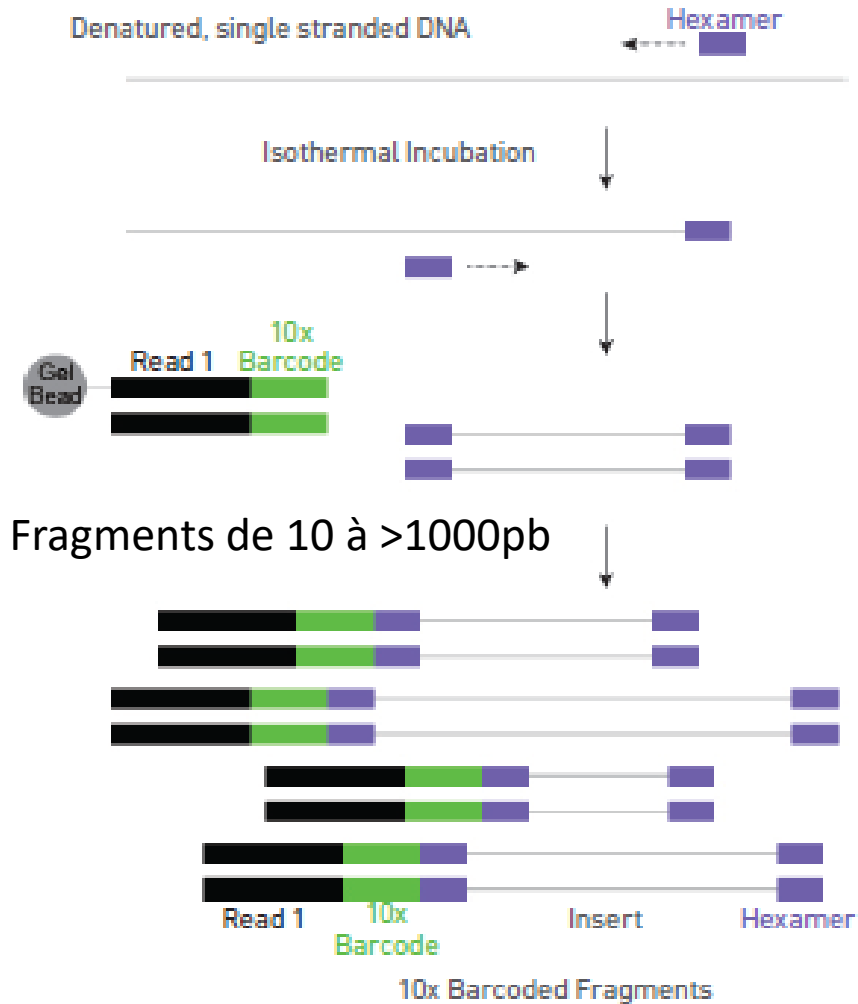 Denatured, single stranded DNA
Hexamer
Isothermal Incubation
Gel
Bead
Read 1
10x
Barcode
Fragments de 10 à >1000pb
Read 1
10x
Barcode
Insert
Hexamer
10x Barcoded Fragments